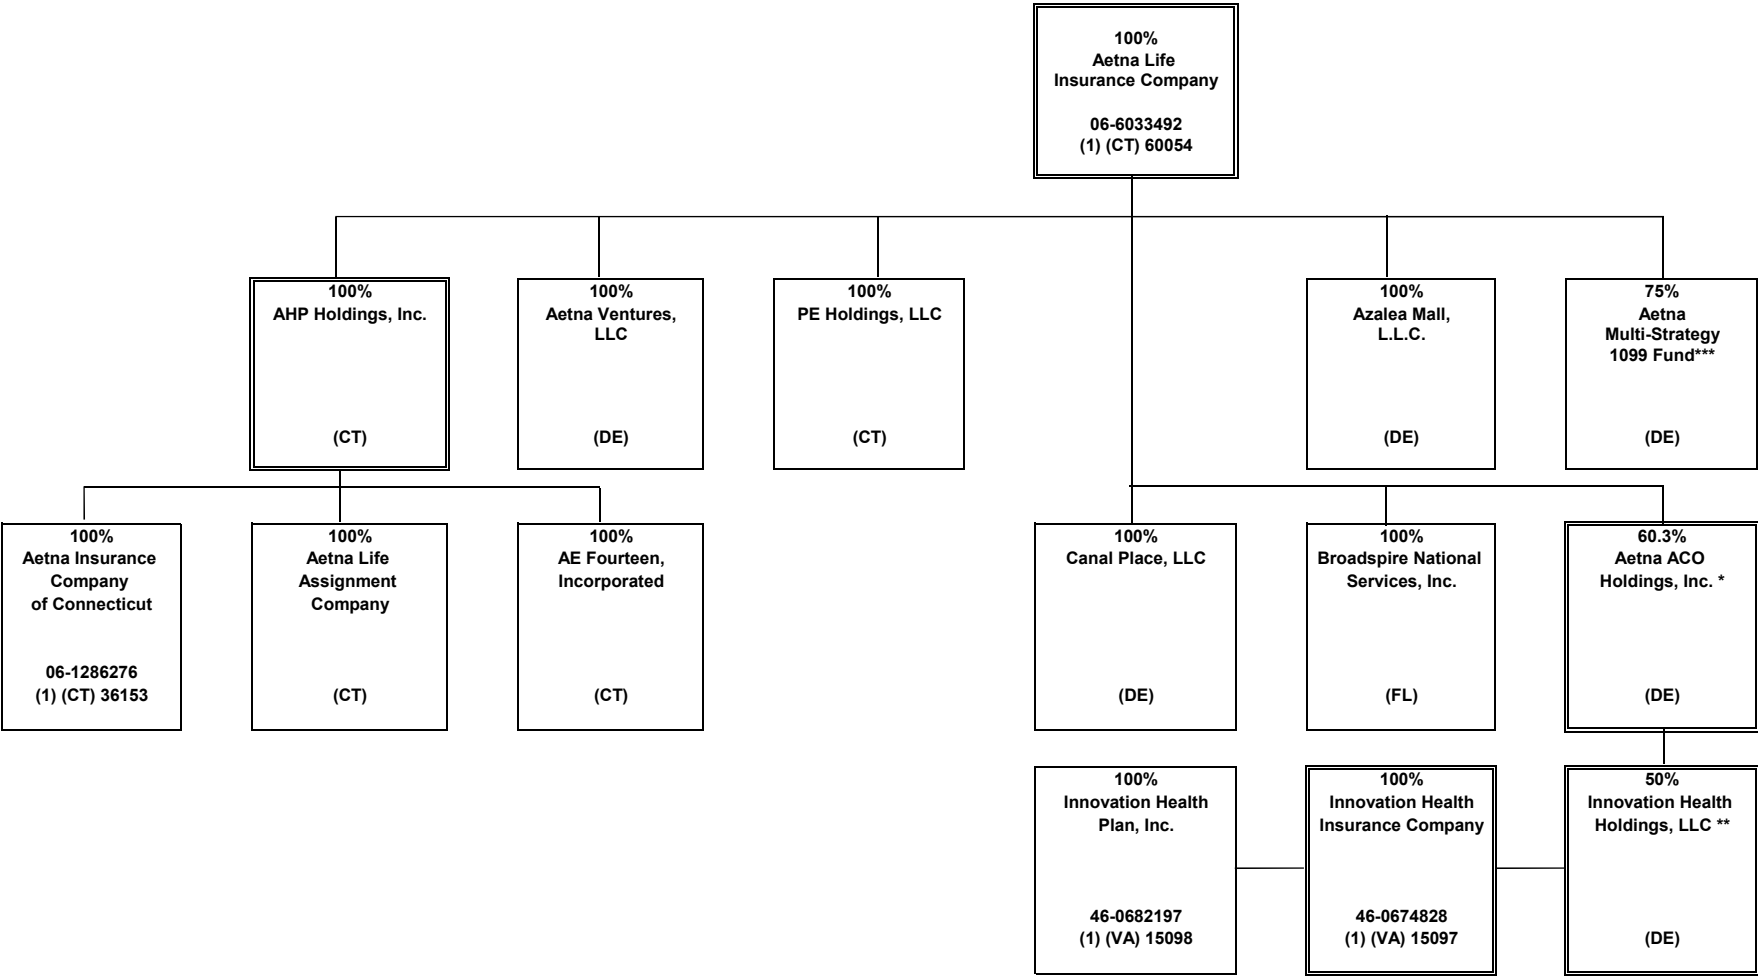 100%
Aetna Life
Insurance Company
06-6033492
(1) (CT) 60054
100%
AHP Holdings, Inc.
(CT)
100%
Aetna Ventures,
LLC
(DE)
100%
PE Holdings, LLC
(CT)
100%
Azalea Mall,
L.L.C.
(DE)
75%
Aetna
Multi-Strategy
1099 Fund***
(DE)
100%
Aetna Insurance
Company
of Connecticut
06-1286276
(1) (CT) 36153
100%
Aetna Life
Assignment
Company
(CT)
100%
AE Fourteen,
Incorporated
(CT)
100%
Canal Place, LLC
(DE)
100%
Broadspire National
Services, Inc.
(FL)
60.3%
Aetna ACO
Holdings, Inc. *
(DE)
100%
Innovation Health
Plan, Inc.
46-0682197
(1) (VA) 15098
100%
Innovation Health
Insurance Company
46-0674828
(1) (VA) 15097
50%
Innovation Health
Holdings, LLC **
(DE)